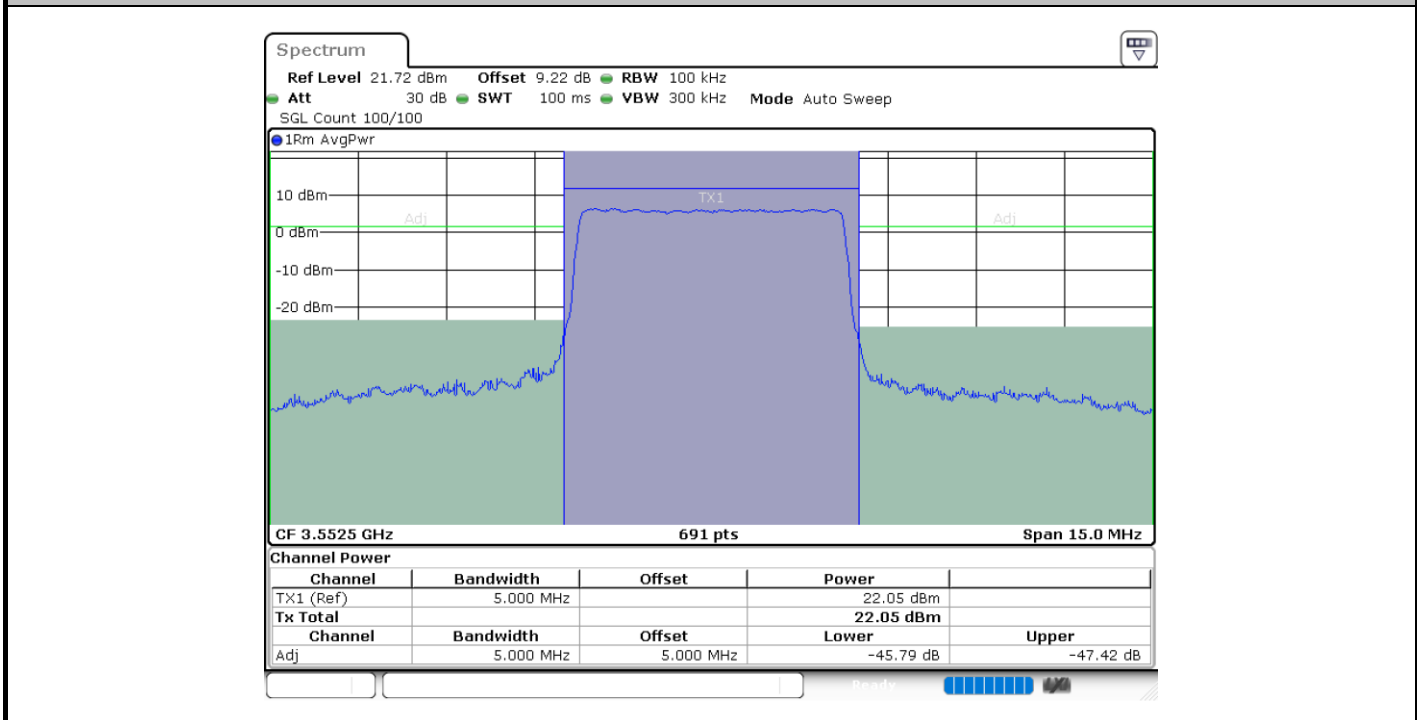 Spectrum
Ref Level 21.72 dBm Offset 9.22 dB RBW 100 kHz
Att 30 dB SWT 100 ms VBW 300 kHz Mode Auto Sweep
SGL Count 100/100
1Rm AvgPwr
10 dBm
TX1
Adj Adj
0 dBm
-10 dBm
-20 dBm
CF 3.5525 GHz 691 pts Span 15.0 MHz
Channel Power
Channel Bandwidth Offset Power
TX1 (Ref) 5.000 MHz 22.05 dBm
Tx Total 22.05 dBm
Channel Bandwidth Offset Lower Upper
Adj 5.000 MHz 5.000 MHz -45.79 dB -47.42 dB
Ready